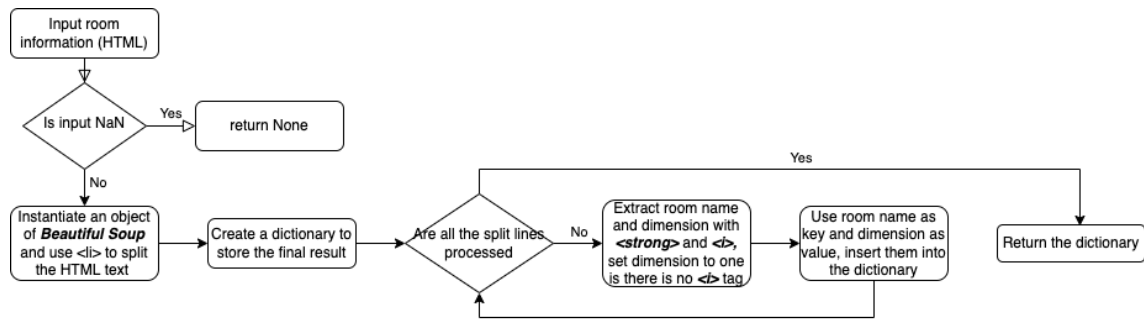 Input room
information (HTML)
Is input NaN
Yes
return None
No
Instantiate an object
of Beautiful Soup
and use <li> to split
the HTML text
Create a dictionary to
store the final result
Are all the split lines
processed
Yes
No
Extract room name
and dimension with
<strong> and <i>,
set dimension to one
is there is no <i> tag
Use room name as
key and dimension as
value, insert them into
the dictionary
Return the dictionary